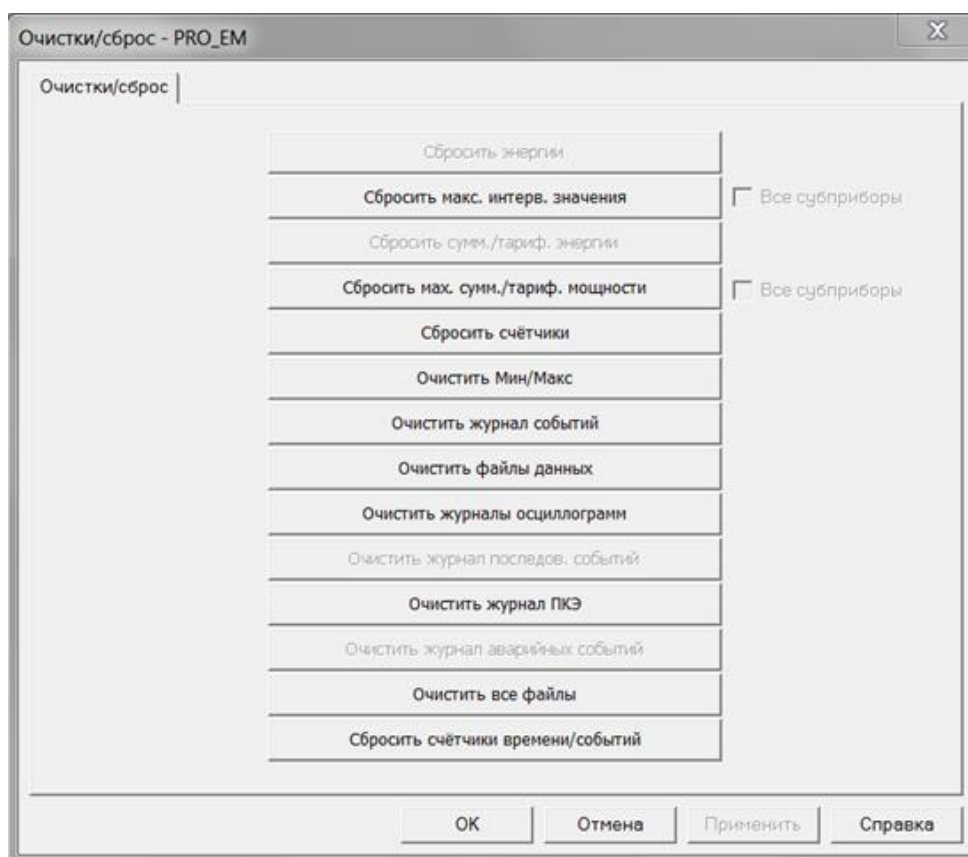 Очистки/сброс - PRO_EM
Очистки/сброс
Сбросить энергии
Сбросить макс. интерв. значения
Все субприборы
Сбросить сумм./тариф. энергии
Сбросить мах. сумм./тариф. мощности
Все субприборы
Сбросить счётчики
Очистить Мин/Макс
Очистить журнал событий
Очистить файлы данных
Очистить журналы осциллограмм
Очистить журнал последов. событий
Очистить журнал ПКЭ
Очистить журнал аварийных событий
Очистить все файлы
Сбросить счётчики времени/событий
OK Отмена Применить Справка